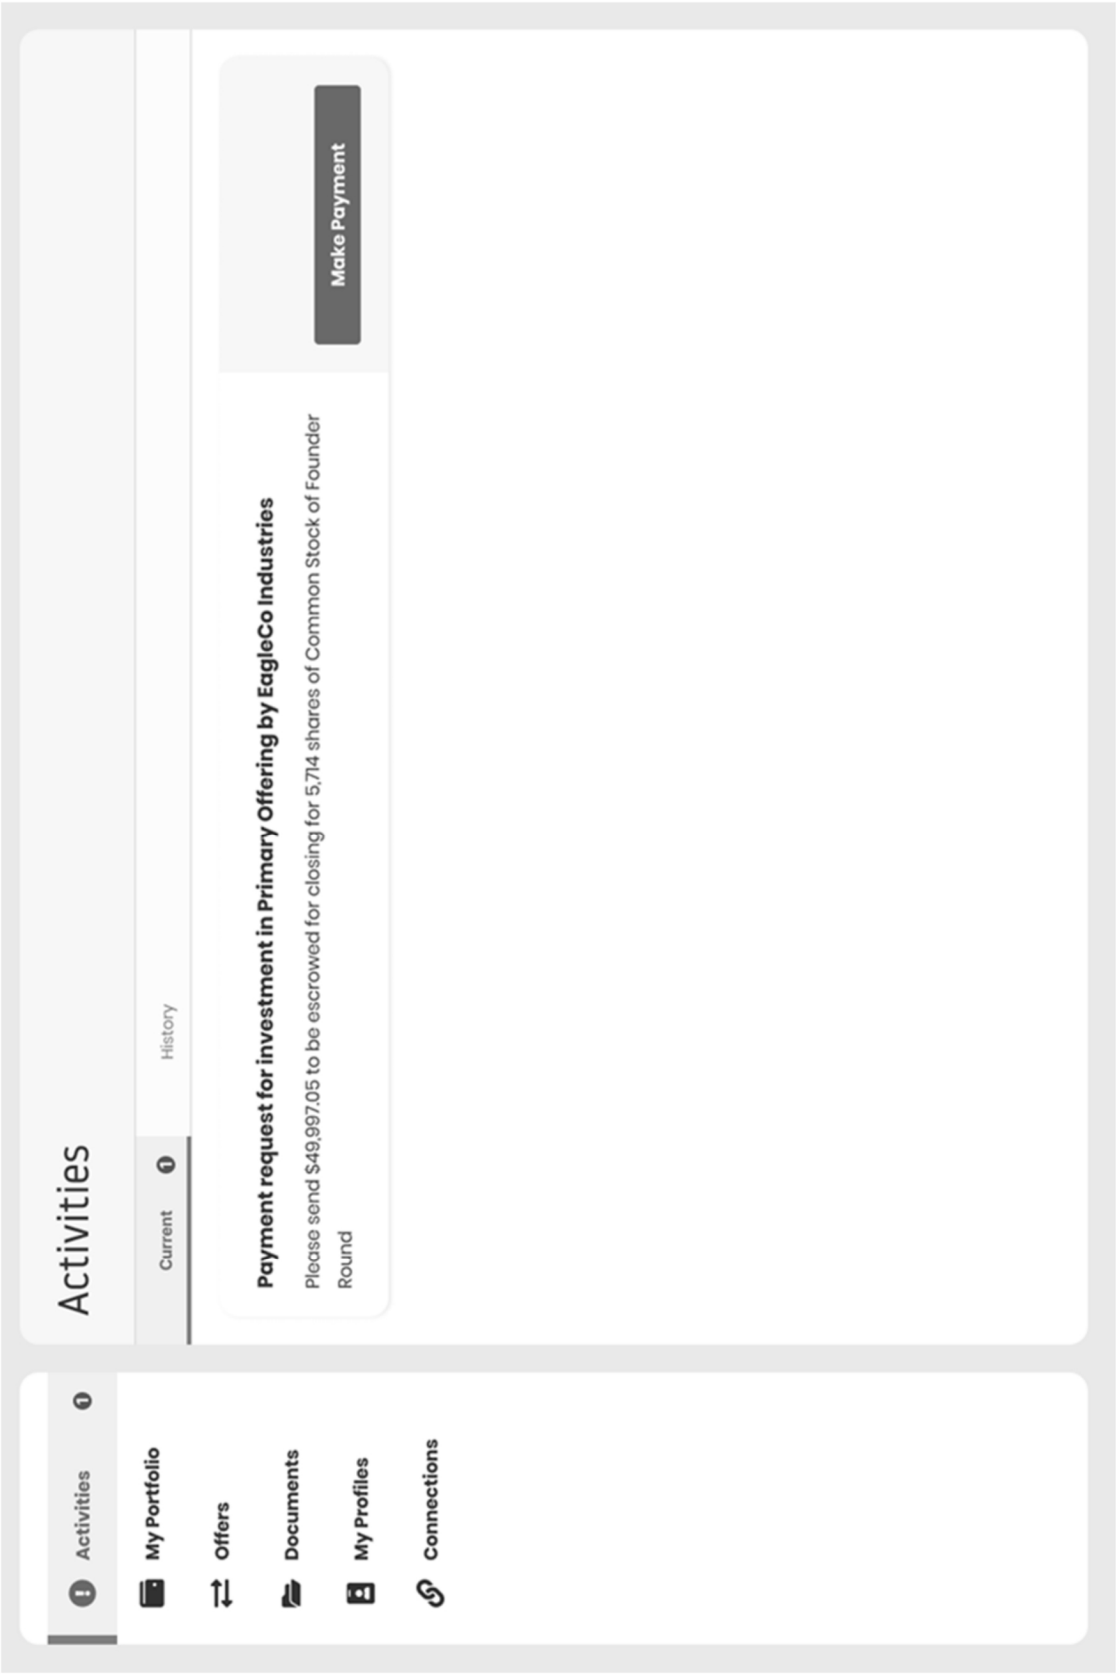 Activities 1
My Portfolio
Offers
Documents
My Profiles
Connections
Activities
Current 1
History
Payment request for investment in Primary Offering by EagleCo Industries
Please send $49,997.05 to be escrowed for closing for 5,714 shares of Common Stock of Founder
Round
Make Payment